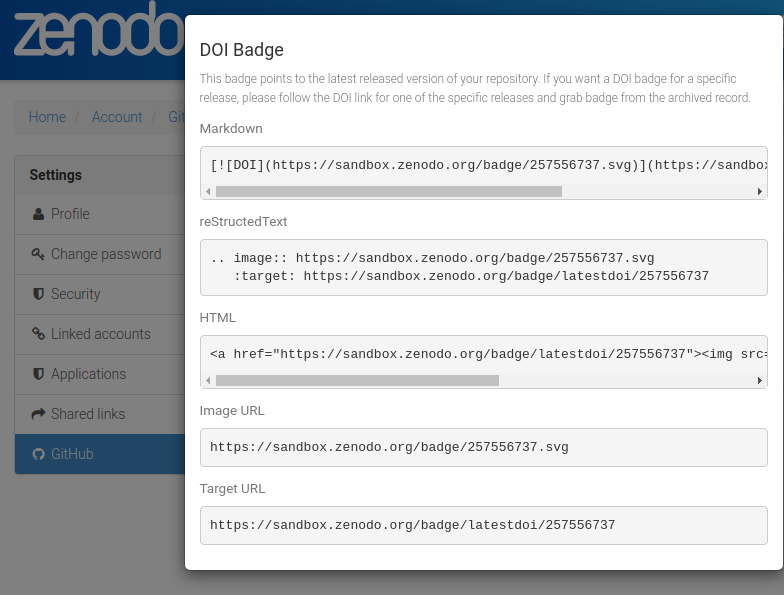 zenodo
Home / Account / Git
Settings
Profile
Change password
Security
Linked accounts
Applications
Shared links
GitHub
DOI Badge
This badge points to the latest released version of your repository. If you want a DOI badge for a specific
release, please follow the DOI link for one of the specific releases and grab badge from the archived record.
Markdown
[![DOI](https://sandbox.zenodo.org/badge/257556737.svg)](https://sandbox
reStructedText
.. image:: https://sandbox.zenodo.org/badge/257556737.svg
:target: https://sandbox.zenodo.org/badge/latestdoi/257556737
HTML
<a href="https://sandbox.zenodo.org/badge/latestdoi/257556737"><img src=
Image URL
https://sandbox.zenodo.org/badge/257556737.svg
Target URL
https://sandbox.zenodo.org/badge/latestdoi/257556737